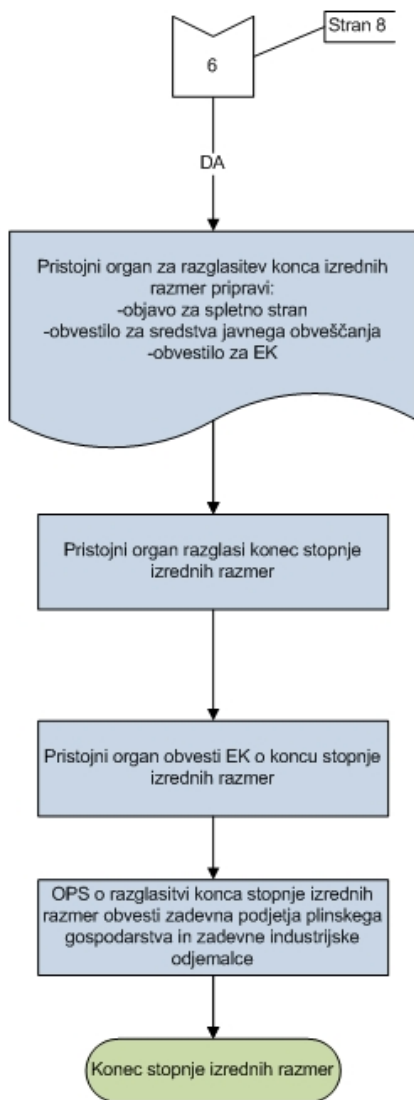 Stran 8
6
DA
Pristojni organ za razglasitev konca izrednih
razmer pripravi:
-objavo za spletno stran
-obvestilo za sredstva javnega obveščanja
-obvestilo za EK
Pristojni organ razglasi konec stopnje
izrednih razmer
Pristojni organ obvesti EK o koncu stopnje
izrednih razmer
OPS o razglasitvi konca stopnje izrednih
razmer obvesti zadevna podjetja plinskega
gospodarstva in zadevne industrijske
odjemalce
Konec stopnje izrednih razmer